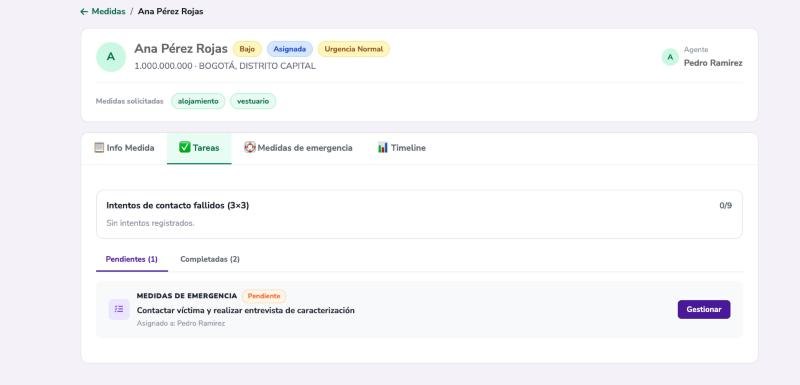 ← Medidas / Ana Pérez Rojas
A
Ana Pérez Rojas Bajo Asignada Urgencia Normal
1.000.000.000 · BOGOTÁ, DISTRITO CAPITAL
A
Agente
Pedro Ramirez
Medidas solicitadas alojamiento vestuario
Info Medida Tareas Medidas de emergencia Timeline
Intentos de contacto fallidos (3×3) 0/9
Sin intentos registrados.
Pendientes (1) Completadas (2)
MEDIDAS DE EMERGENCIA Pendiente
Contactar víctima y realizar entrevista de caracterización
Asignado a: Pedro Ramirez
Gestionar